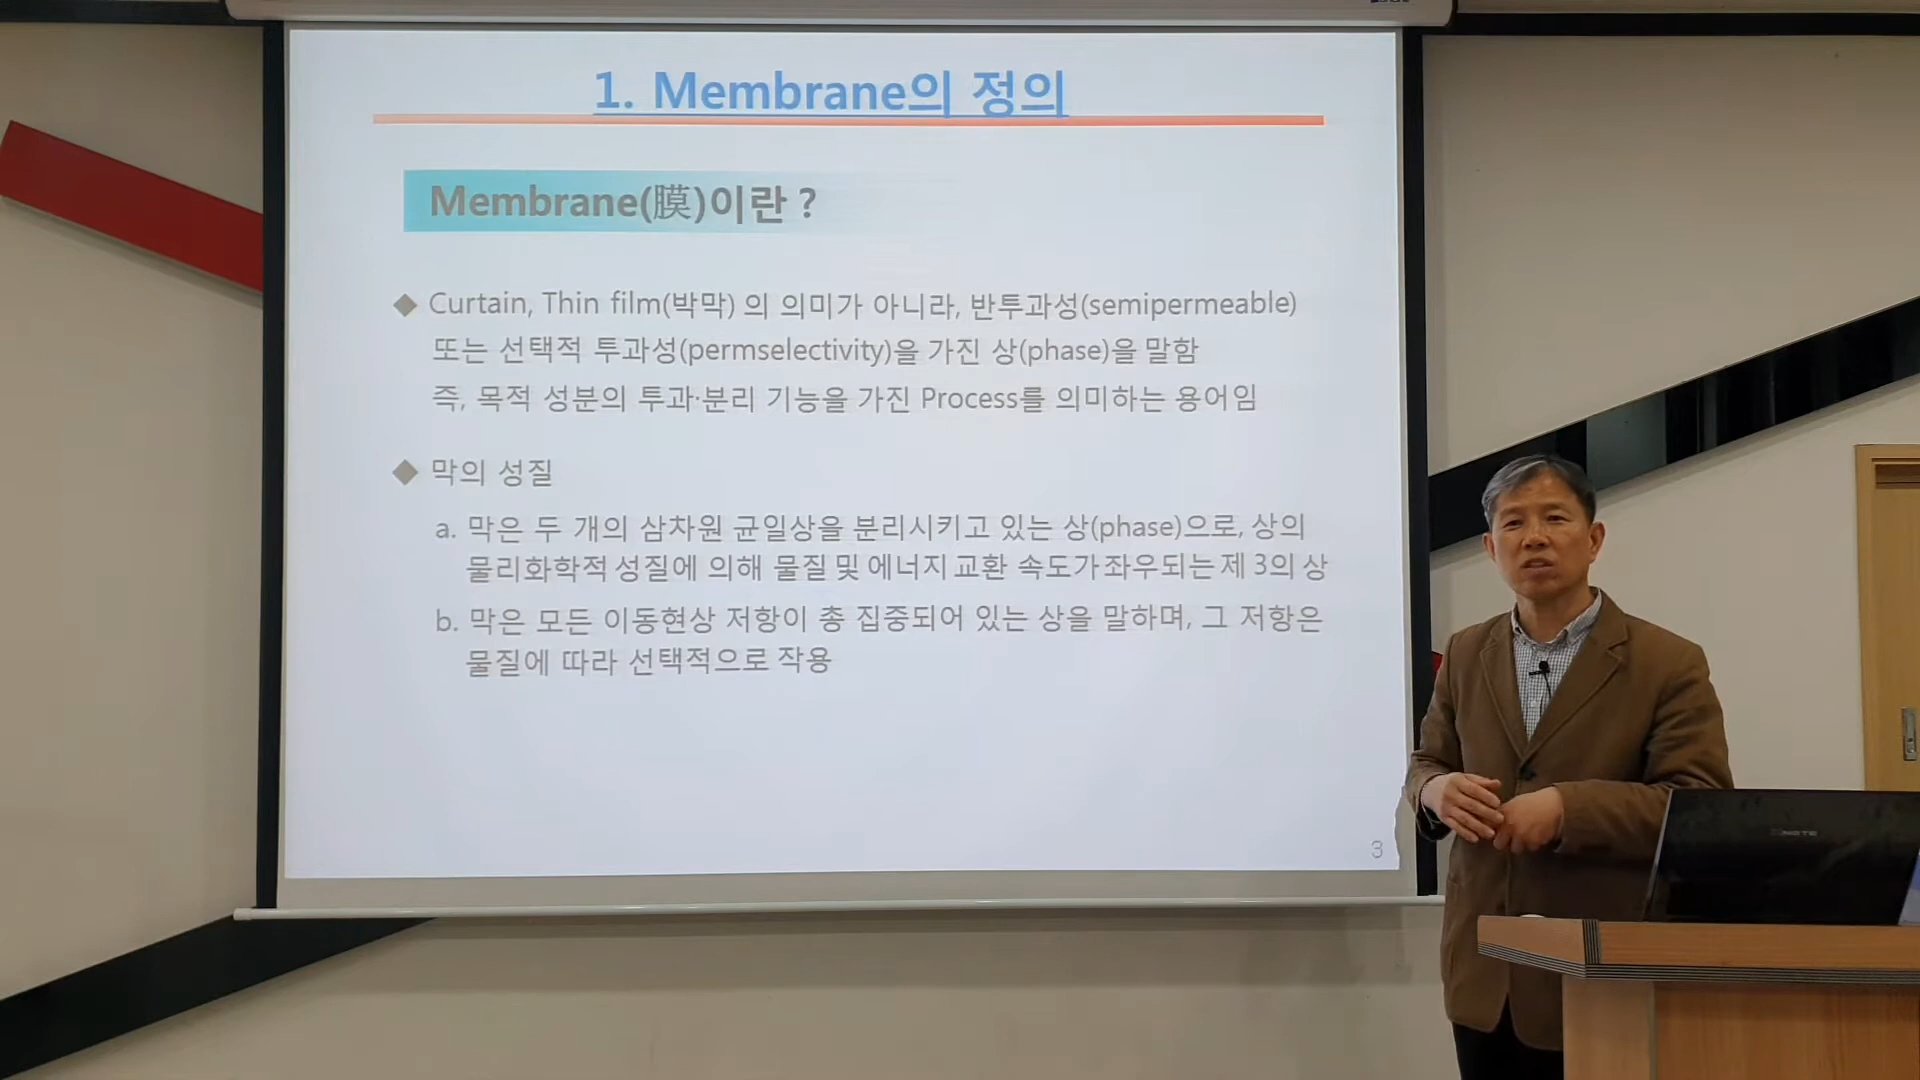 1. Membrane의 정의
Membrane(膜)이란 ?
◆ Curtain, Thin film(박막) 의 의미가 아니라, 반투과성(semipermeable)
또는 선택적 투과성(permselectivity)을 가진 상(phase)을 말함
즉, 목적 성분의 투과·분리 기능을 가진 Process를 의미하는 용어임
◆ 막의 성질
a. 막은 두 개의 삼차원 균일상을 분리시키고 있는 상(phase)으로, 상의
물리화학적 성질에 의해 물질 및 에너지 교환 속도가 좌우되는 제 3의 상
b. 막은 모든 이동현상 저항이 총 집중되어 있는 상을 말하며, 그 저항은
물질에 따라 선택적으로 작용
3
XNOTE